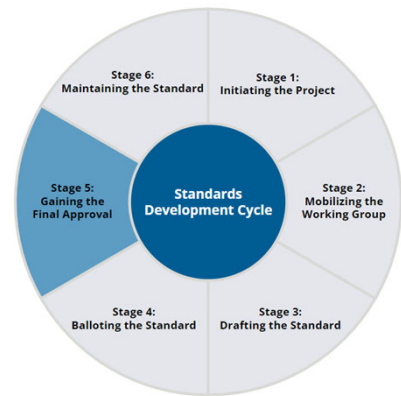 Stage 6:
Maintaining the Standard
Stage 1:
Initiating the Project
Stage 5:
Gaining the
Final Approval
Standards
Development Cycle
Stage 2:
Mobilizing the
Working Group
Stage 4:
Balloting the Standard
Stage 3:
Drafting the Standard